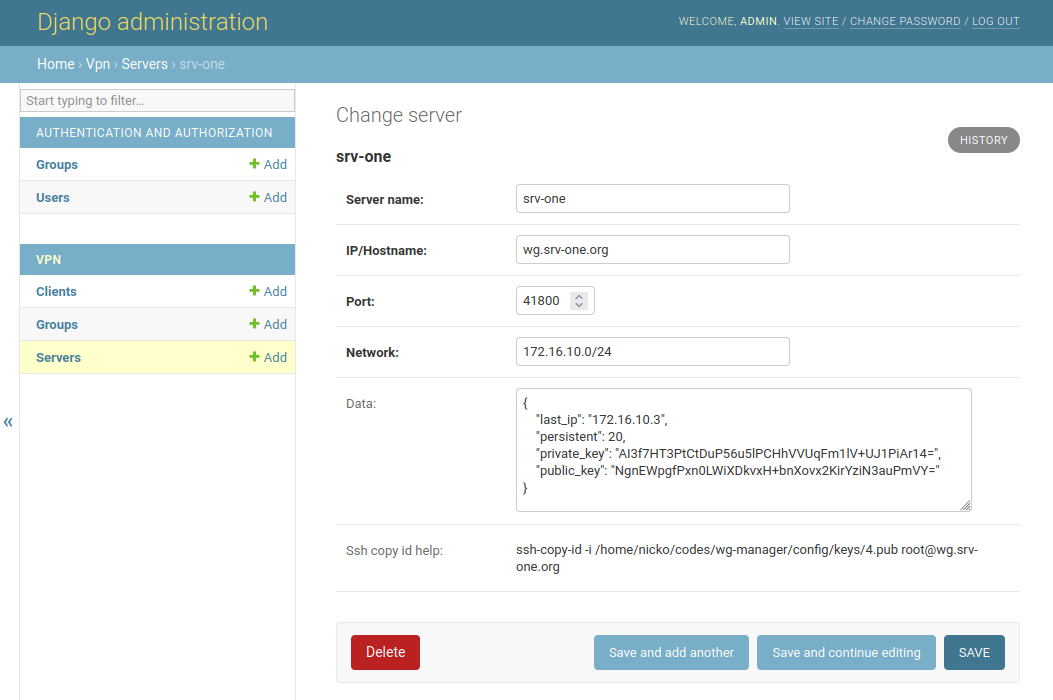 Django administration
WELCOME, ADMIN. VIEW SITE / CHANGE PASSWORD / LOG OUT
Home › Vpn › Servers › srv-one
Start typing to filter...
AUTHENTICATION AND AUTHORIZATION
Groups + Add
Users + Add
VPN
Clients + Add
Groups + Add
Servers + Add
«
Change server
HISTORY
srv-one
Server name: srv-one
IP/Hostname: wg.srv-one.org
Port: 41800
Network: 172.16.10.0/24
Data:
{
"last_ip": "172.16.10.3",
"persistent": 20,
"private_key": "AI3f7HT3PtCtDuP56u5lPCHhVVUqFm1lV+UJ1PiAr14=",
"public_key": "NgnEWpgfPxn0LWiXDkvxH+bnXovx2KirYziN3auPmVY="
}
Ssh copy id help: ssh-copy-id -i /home/nicko/codes/wg-manager/config/keys/4.pub root@wg.srv-
one.org
Delete
Save and add another
Save and continue editing
SAVE